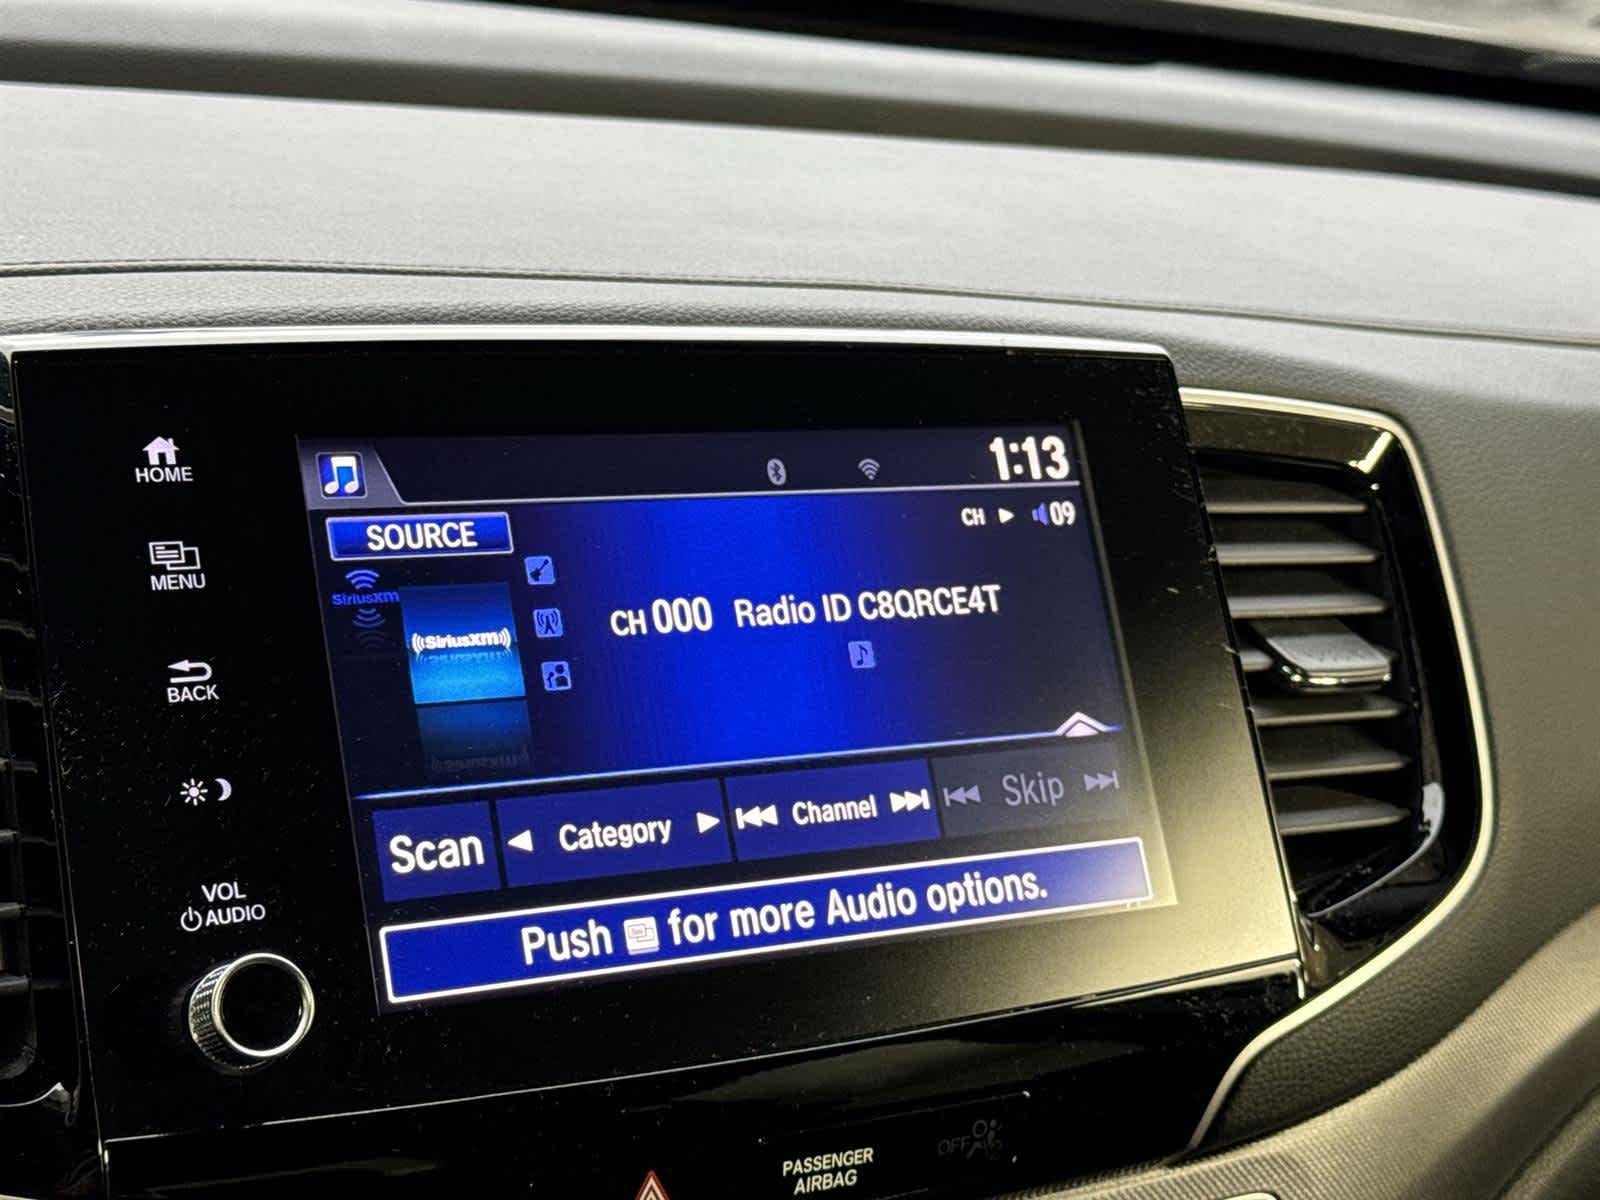 HOME
MENU
BACK
VOL
AUDIO
1:13
SOURCE
CH 09
SiriusXM
((SiriusXM))
CH 000 Radio ID C8QRCE4T
Scan Category Channel Skip
Push for more Audio options.
PASSENGER
AIRBAG
OFF